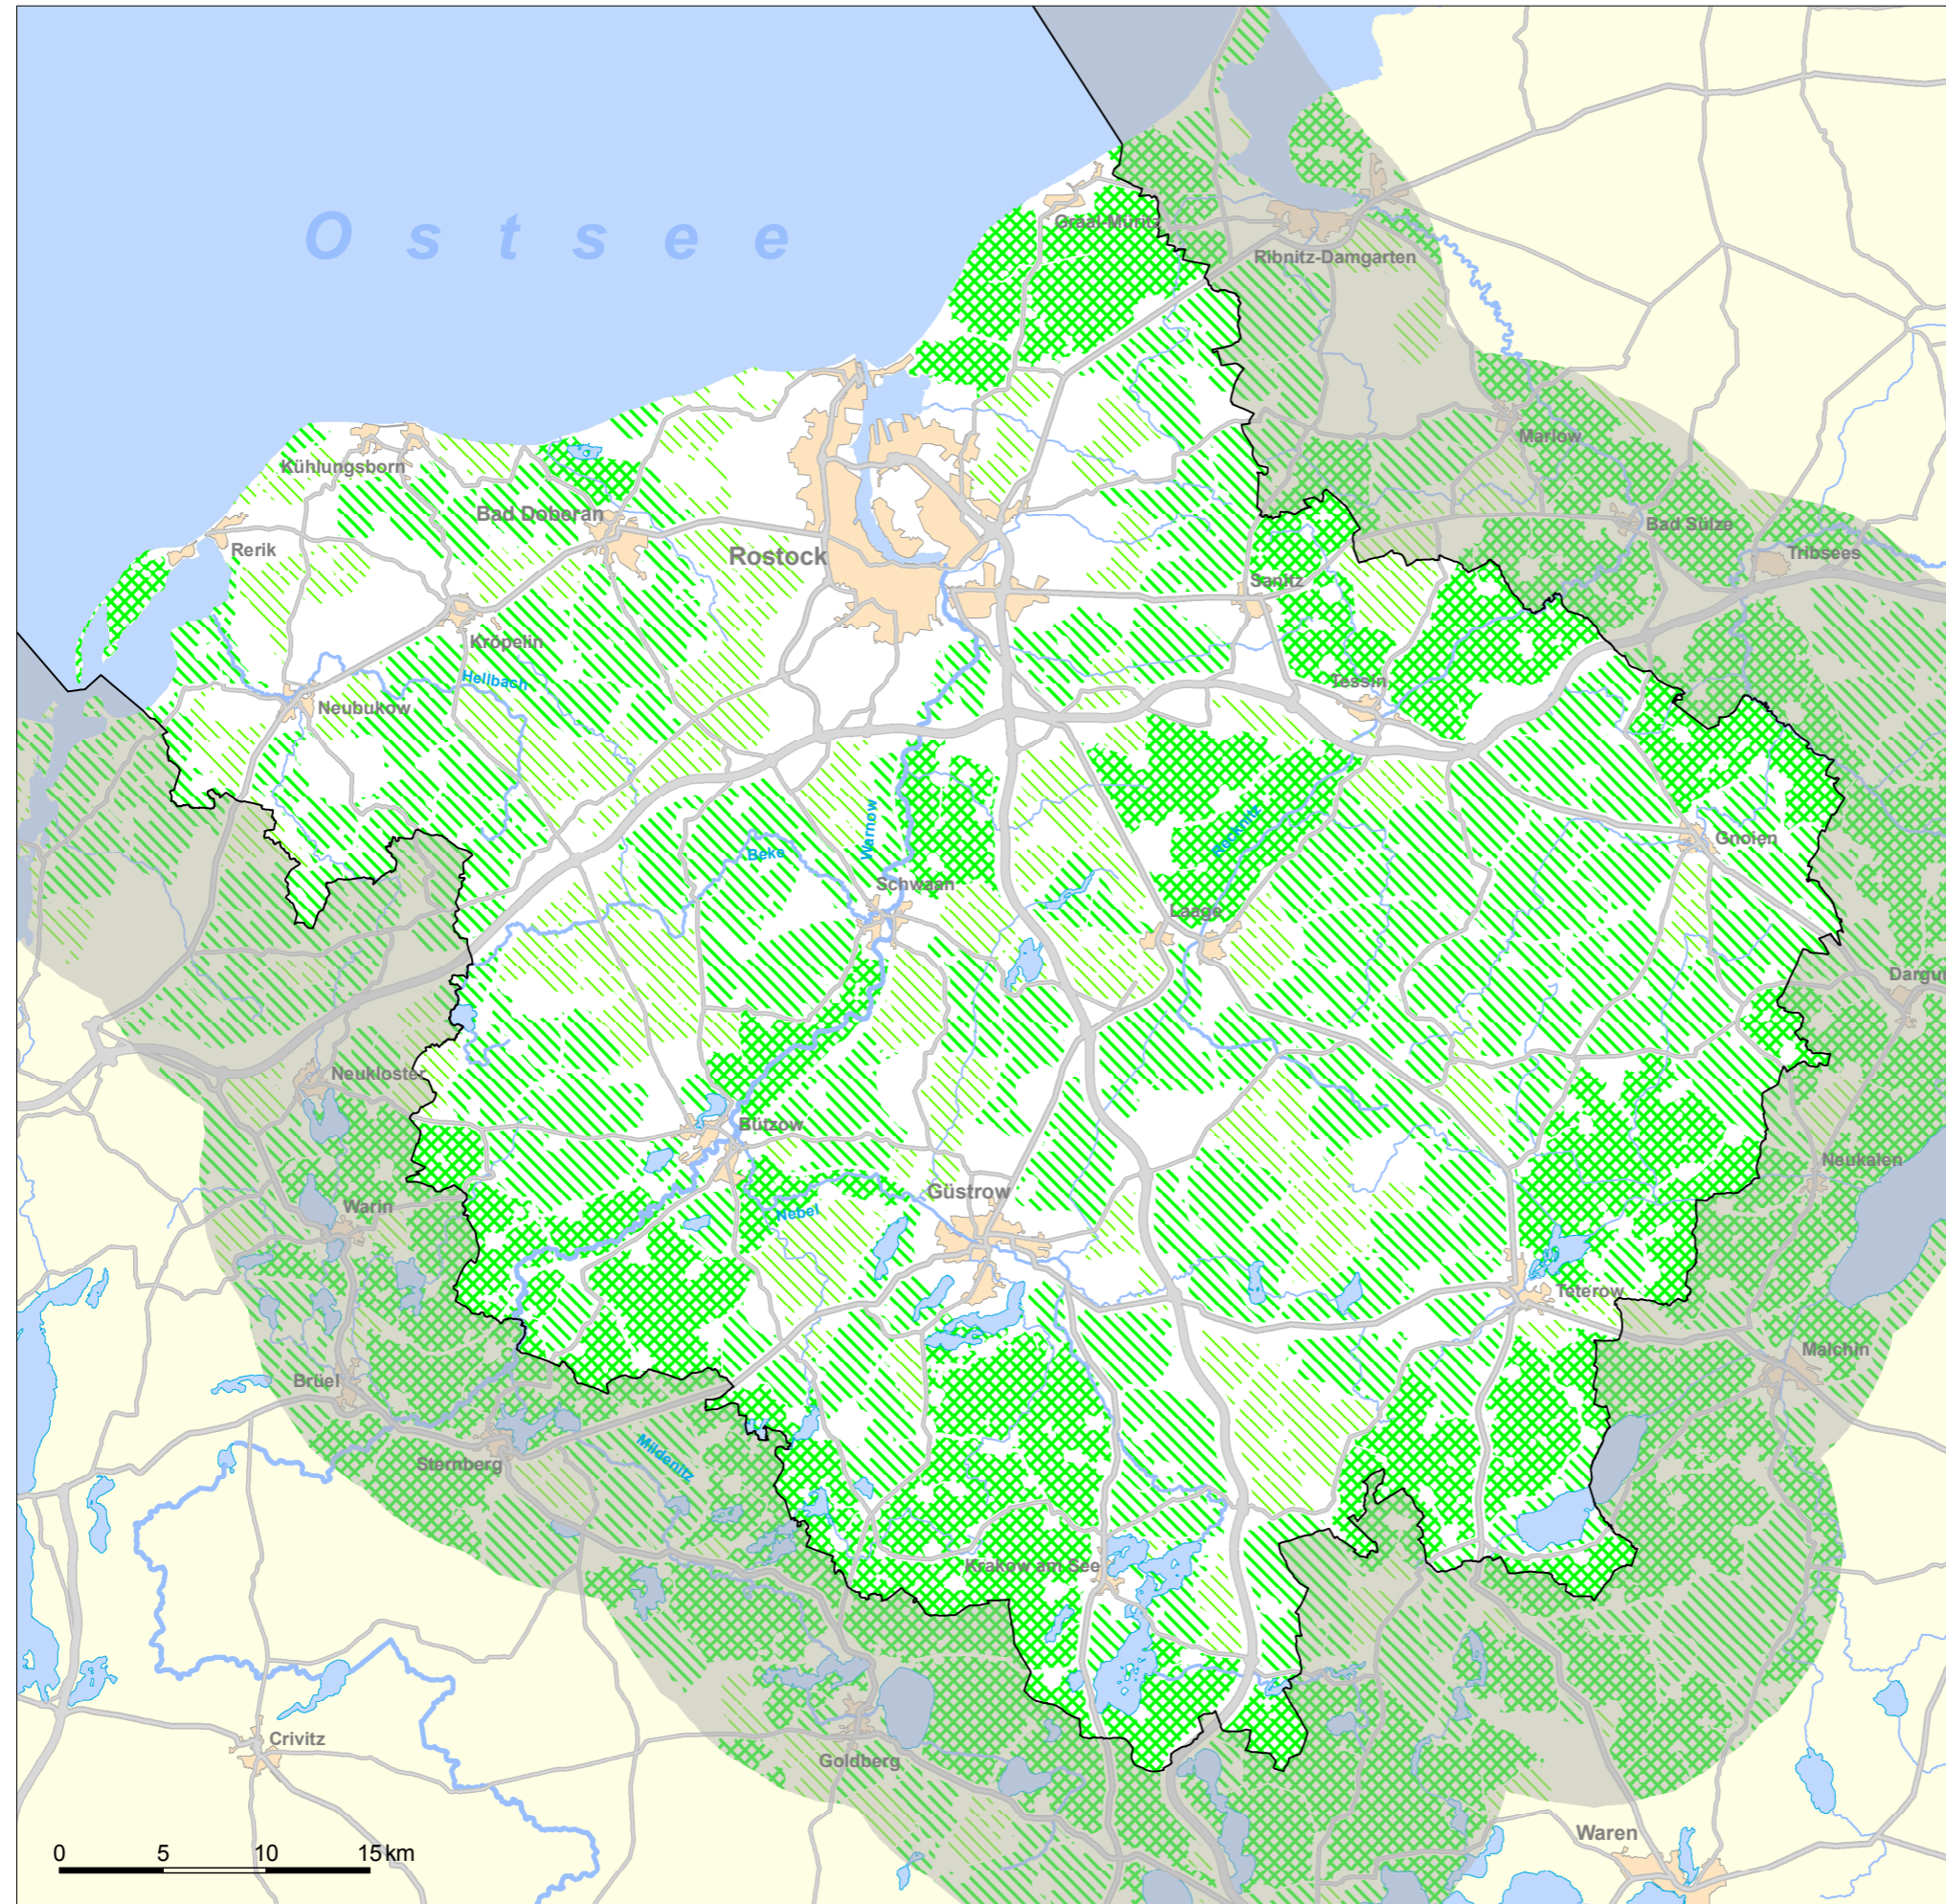 O s t s e e
Graal-Müritz
Ribnitz-Damgarten
Marlow
Kühlungsborn
Bad Doberan
Bad Sülze
Rerik
Rostock
Tribsees
Sanitz
Kröpelin
Hellbach
Tessin
Neubukow
Warnow
Recknitz
Gnoien
Beke
Schwaan
Laage
Dargun
Neukloster
Bützow
Neukalen
Warin
Güstrow
Nebel
Teterow
Malchin
Brüel
Sternberg
Mildenitz
Krakow am See
Crivitz
Goldberg
Waren
0 5 10 15 km